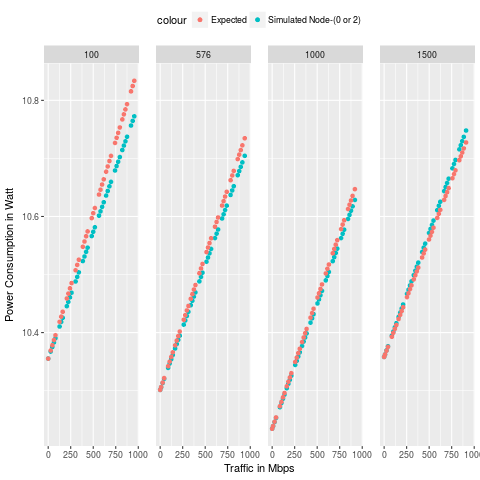 colour Expected Simulated Node-(0 or 2)
100 576 1000 1500
Power Consumption in Watt
10.8
10.6
10.4
0 250 500 750 1000 0 250 500 750 1000 0 250 500 750 1000 0 250 500 750 1000
Traffic in Mbps